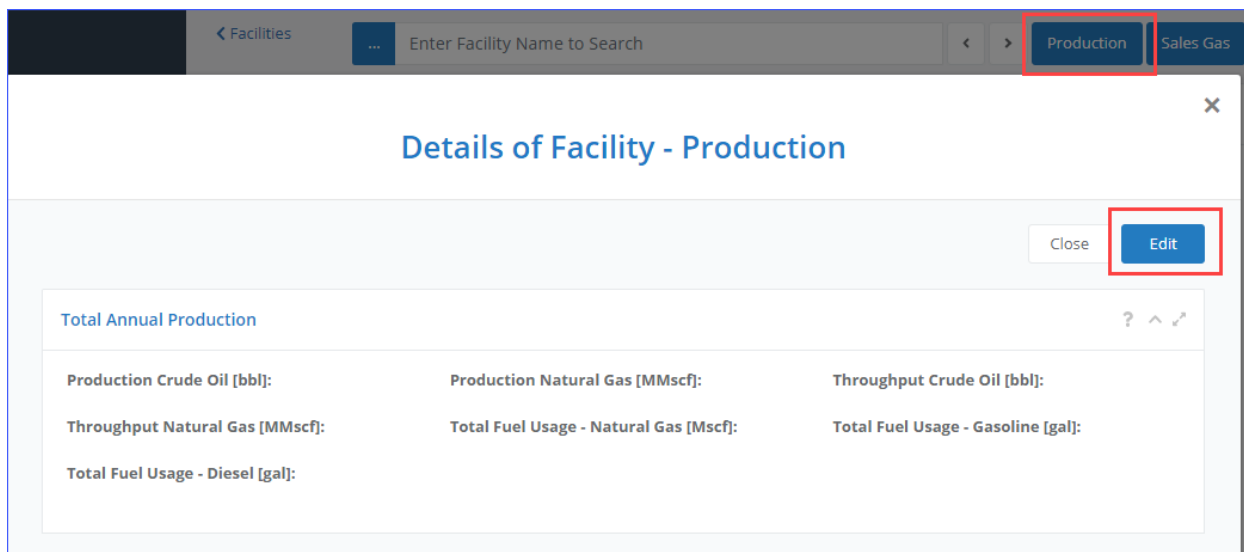 Facilities
... Enter Facility Name to Search Production Sales Gas
Details of Facility - Production
Close Edit
Total Annual Production ?
Production Crude Oil [bbl]: Production Natural Gas [MMscf]: Throughput Crude Oil [bbl]:
Throughput Natural Gas [MMscf]: Total Fuel Usage - Natural Gas [Mscf]: Total Fuel Usage - Gasoline [gal]:
Total Fuel Usage - Diesel [gal]: